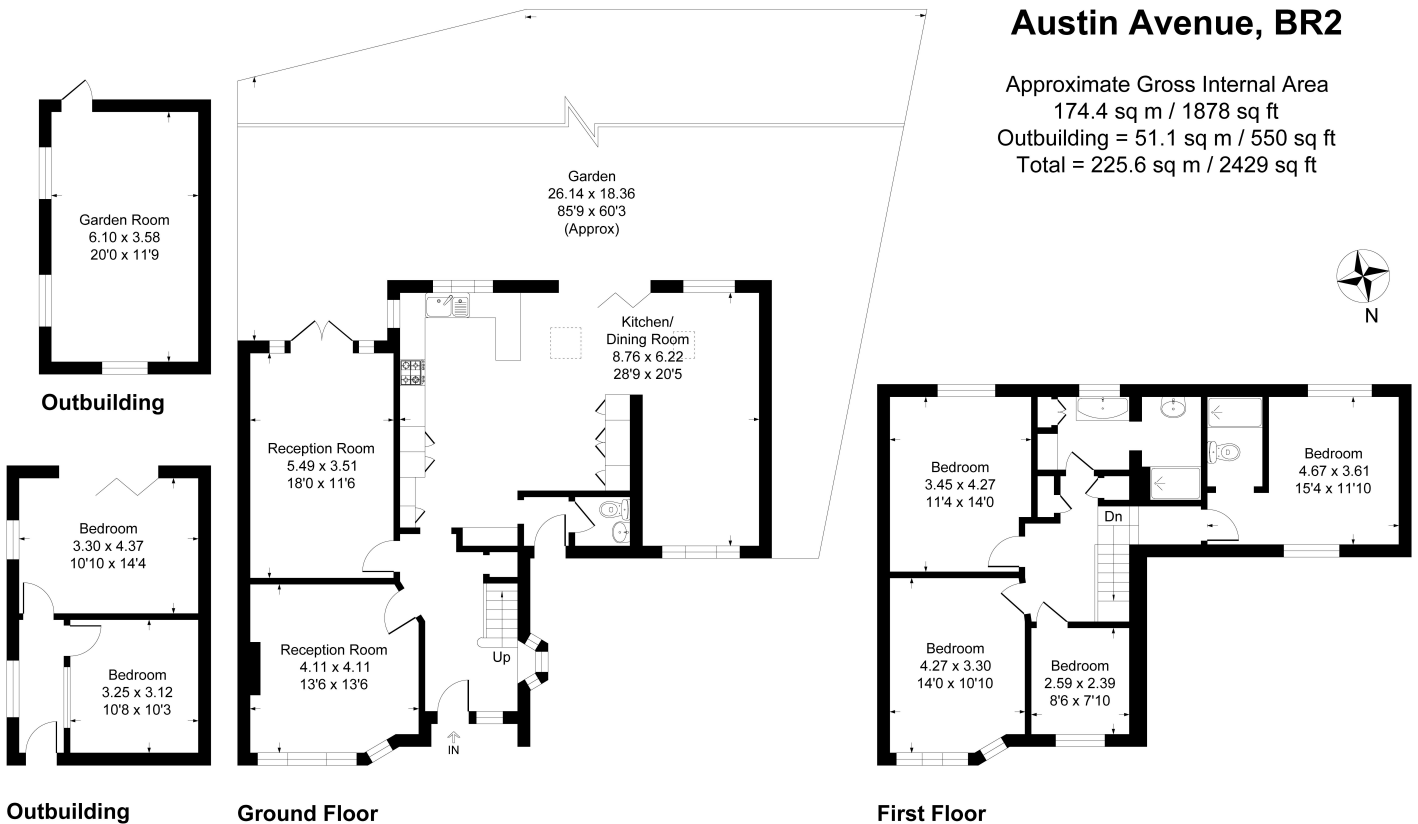 Austin Avenue, BR2
Approximate Gross Internal Area
174.4 sq m / 1878 sq ft
Outbuilding = 51.1 sq m / 550 sq ft
Total = 225.6 sq m / 2429 sq ft
N
Garden
26.14 x 18.36
85'9 x 60'3
(Approx)
Garden Room
6.10 x 3.58
20'0 x 11'9
Outbuilding
Bedroom
3.30 x 4.37
10'10 x 14'4
Bedroom
3.25 x 3.12
10'8 x 10'3
Outbuilding
Kitchen/
Dining Room
8.76 x 6.22
28'9 x 20'5
Reception Room
5.49 x 3.51
18'0 x 11'6
Reception Room
4.11 x 4.11
13'6 x 13'6
Up
IN
Ground Floor
Bedroom
3.45 x 4.27
11'4 x 14'0
Bedroom
4.67 x 3.61
15'4 x 11'10
Dn
Bedroom
4.27 x 3.30
14'0 x 10'10
Bedroom
2.59 x 2.39
8'6 x 7'10
First Floor